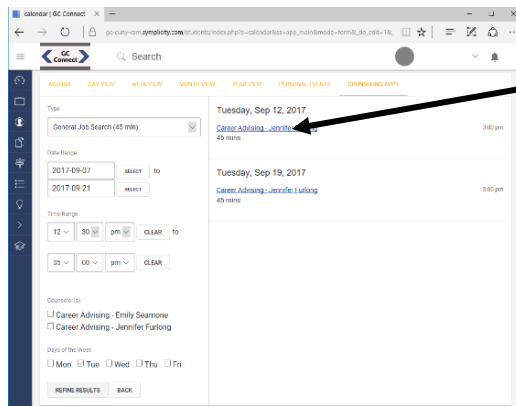 calendar | GC Connect
gc-cuny-csm.symplicity.com/students/index.php?s=calendar&ss=app_main&mode=form&_do_edit=1&
GC
Connect
Search
AGENDA DAY VIEW WEEK VIEW MONTH VIEW YEAR VIEW PERSONAL EVENTS COUNSELING APPT
Type
General Job Search (45 min)
Date Range
2017-09-07 SELECT to
2017-09-21 SELECT
Time Range
12 30 pm CLEAR to
05 00 pm CLEAR
Counselor(s)
Career Advising - Emily Seamone
Career Advising - Jennifer Furlong
Days of the Week
Mon Tue Wed Thu Fri
REFINE RESULTS BACK
Tuesday, Sep 12, 2017
Career Advising - Jennifer Furlong 3:00 pm
45 mins
Tuesday, Sep 19, 2017
Career Advising - Jennifer Furlong 3:00 pm
45 mins